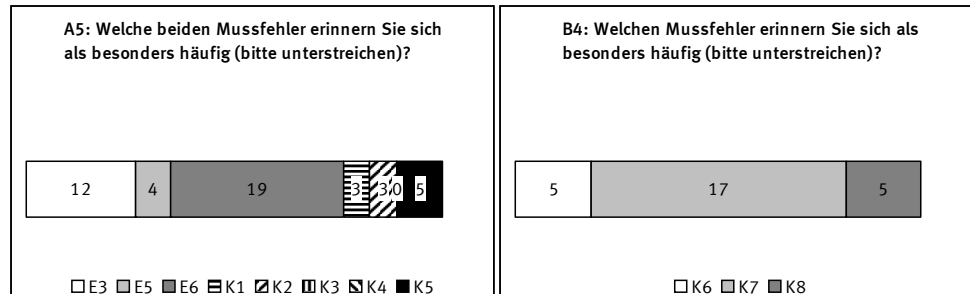 A5: Welche beiden Mussfehler erinnern Sie sich
als besonders häufig (bitte unterstreichen)?
12 4 19 3 3 0 5
E3 E5 E6 K1 K2 K3 K4 K5
B4: Welchen Mussfehler erinnern Sie sich als
besonders häufig (bitte unterstreichen)?
5 17 5
K6 K7 K8